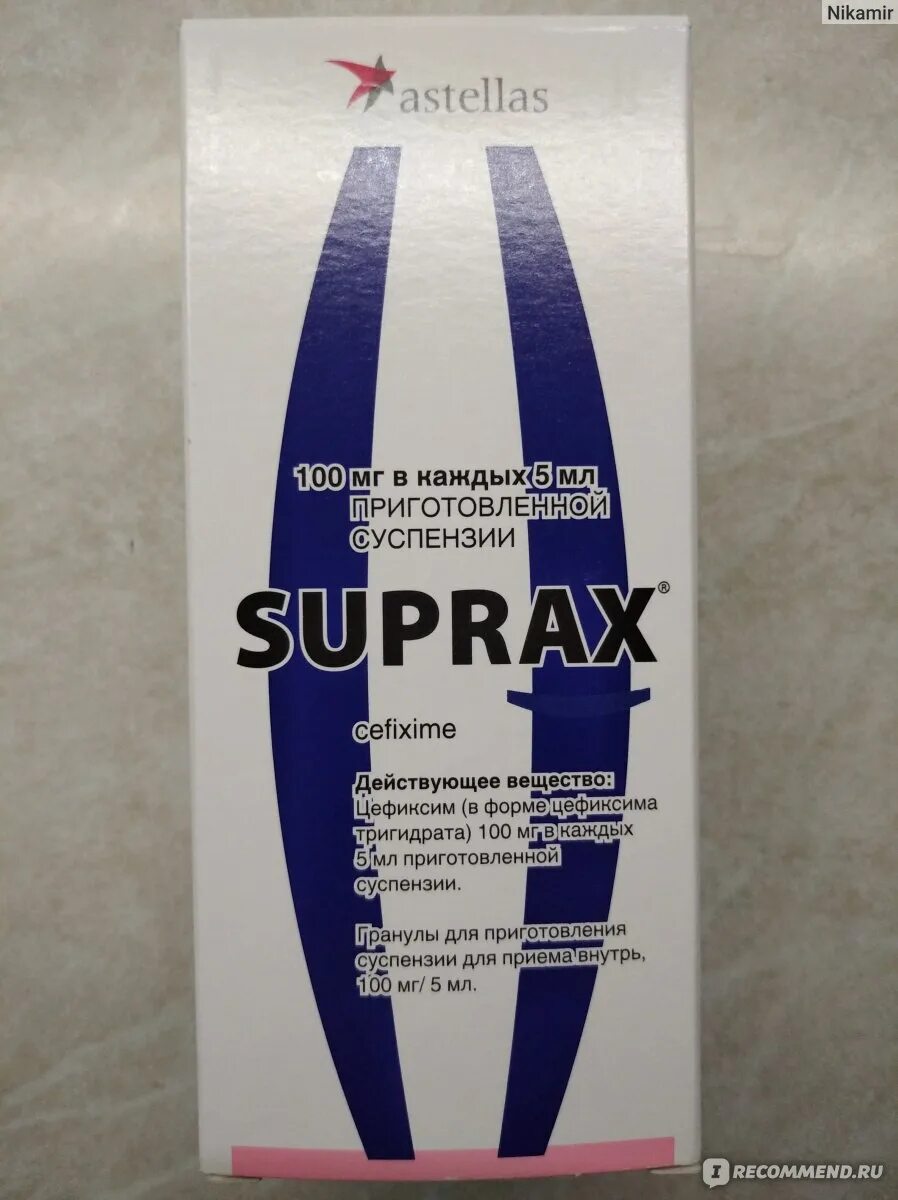 Nikamir
astellas
100 мг в каждых 5 мл
ПРИГОТОВЛЕННОЙ
СУСПЕНЗИИ
SUPRAX®
cefixime
Действующее вещество:
Цефиксим (в форме цефиксима
тригидрата) 100 мг в каждых
5 мл приготовленной
суспензии.
Гранулы для приготовления
суспензии для приема внутрь,
100 мг/ 5 мл.
I RECOMMEND.RU